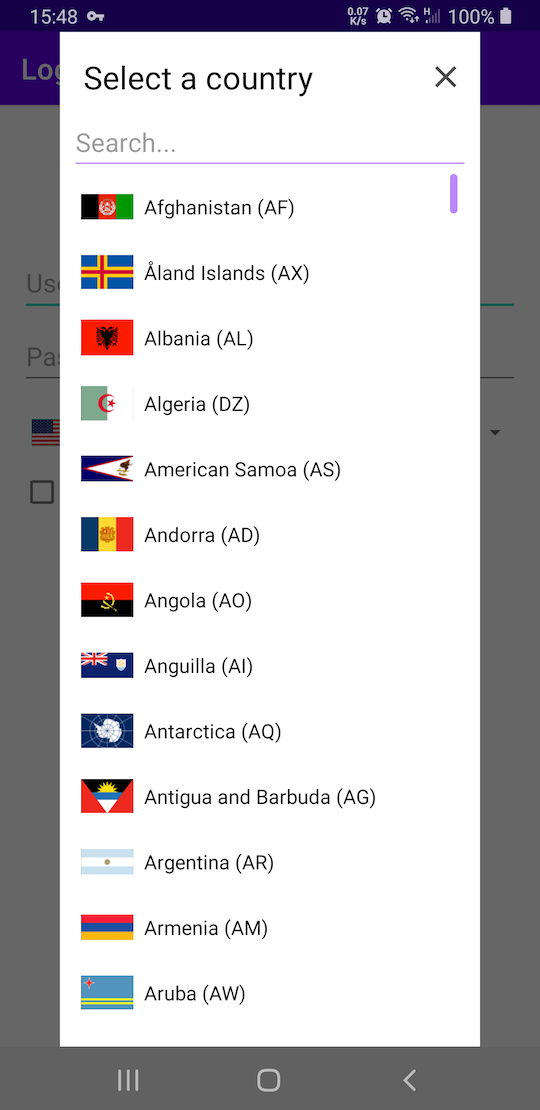 15:48
0.07
K/s
H
100%
Log
Select a country
Search...
Afghanistan (AF)
Åland Islands (AX)
Use
Albania (AL)
Pas
Algeria (DZ)
American Samoa (AS)
Andorra (AD)
Angola (AO)
Anguilla (AI)
Antarctica (AQ)
Antigua and Barbuda (AG)
Argentina (AR)
Armenia (AM)
Aruba (AW)